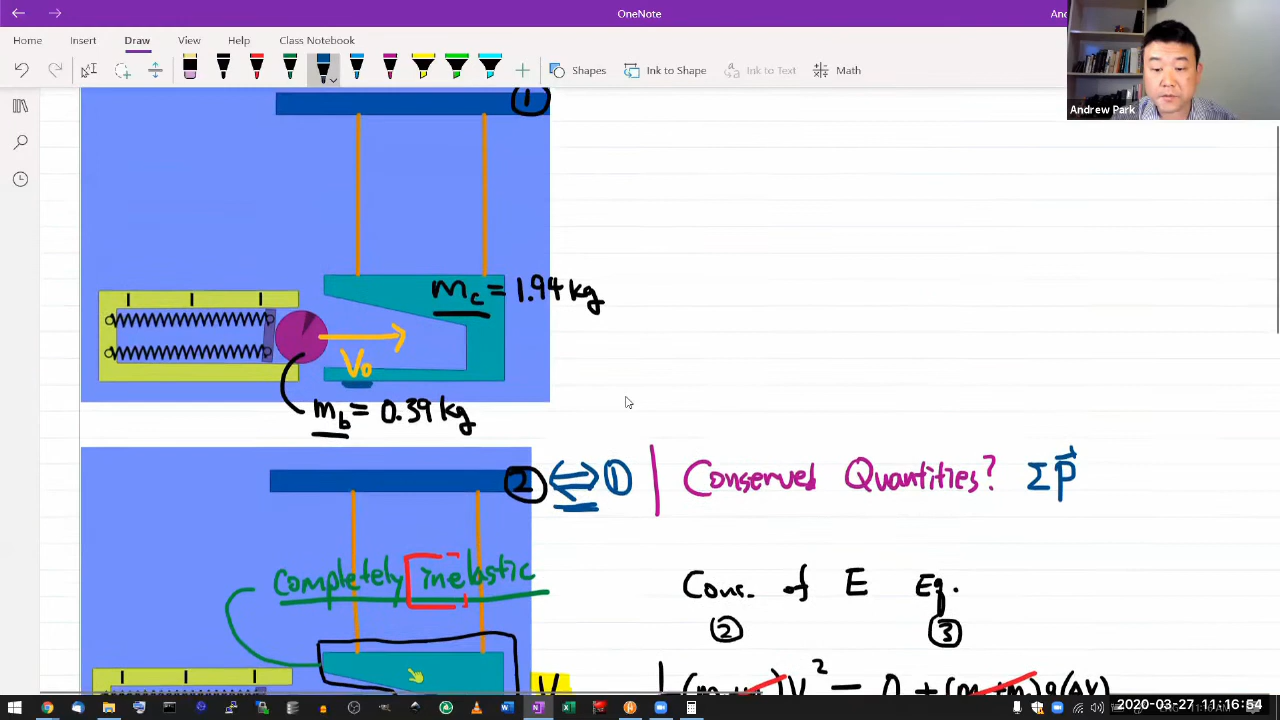 OneNote
An
Home Insert Draw View Help Class Notebook
Shapes Ink to Shape Ink to Text Math
Andrew Park
1
mc = 1.94 kg
V0
mb = 0.39 kg
2 ⇔ 1 | Conserved Quantities? Σp⃗
Completely inelastic
Cons. of E Eq.
2 3
V
2020-03-27 11:16:54